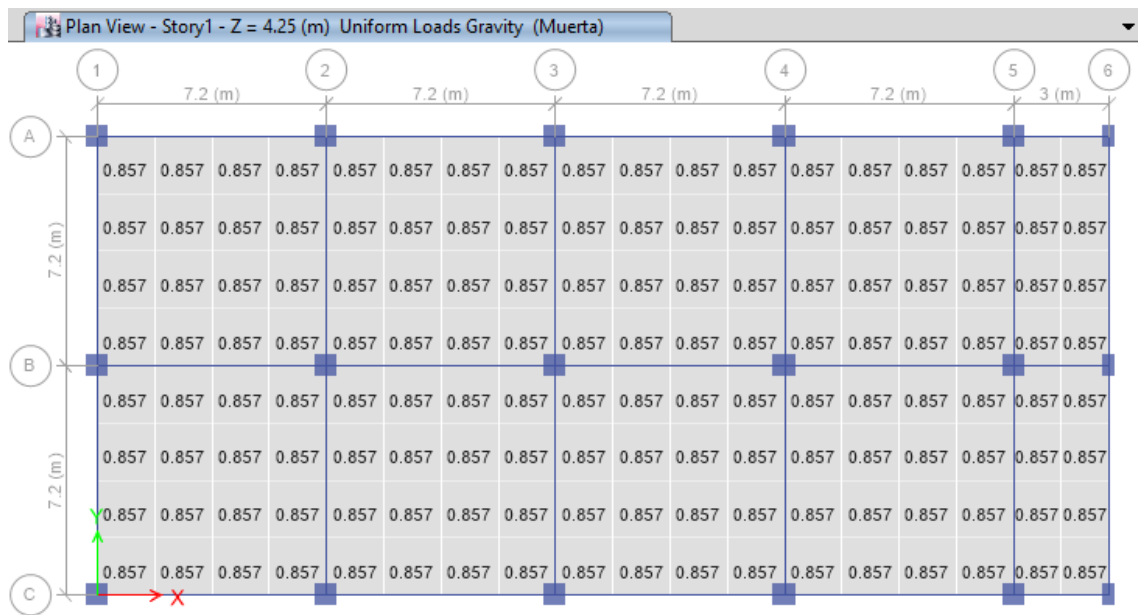 Plan View - Story1 - Z = 4.25 (m) Uniform Loads Gravity (Muerta)
1 2 3 4 5 6
7.2 (m) 7.2 (m) 7.2 (m) 7.2 (m) 3 (m)
A
0.857 0.857 0.857 0.857 0.857 0.857 0.857 0.857 0.857 0.857 0.857 0.857 0.857 0.857 0.857 0.857 0.857 0.857
0.857 0.857 0.857 0.857 0.857 0.857 0.857 0.857 0.857 0.857 0.857 0.857 0.857 0.857 0.857 0.857 0.857 0.857
7.2 (m)
0.857 0.857 0.857 0.857 0.857 0.857 0.857 0.857 0.857 0.857 0.857 0.857 0.857 0.857 0.857 0.857 0.857 0.857
0.857 0.857 0.857 0.857 0.857 0.857 0.857 0.857 0.857 0.857 0.857 0.857 0.857 0.857 0.857 0.857 0.857 0.857
B
0.857 0.857 0.857 0.857 0.857 0.857 0.857 0.857 0.857 0.857 0.857 0.857 0.857 0.857 0.857 0.857 0.857 0.857
0.857 0.857 0.857 0.857 0.857 0.857 0.857 0.857 0.857 0.857 0.857 0.857 0.857 0.857 0.857 0.857 0.857 0.857
7.2 (m)
Y
0.857 0.857 0.857 0.857 0.857 0.857 0.857 0.857 0.857 0.857 0.857 0.857 0.857 0.857 0.857 0.857 0.857 0.857
0.857 0.857 0.857 0.857 0.857 0.857 0.857 0.857 0.857 0.857 0.857 0.857 0.857 0.857 0.857 0.857 0.857 0.857
C
X